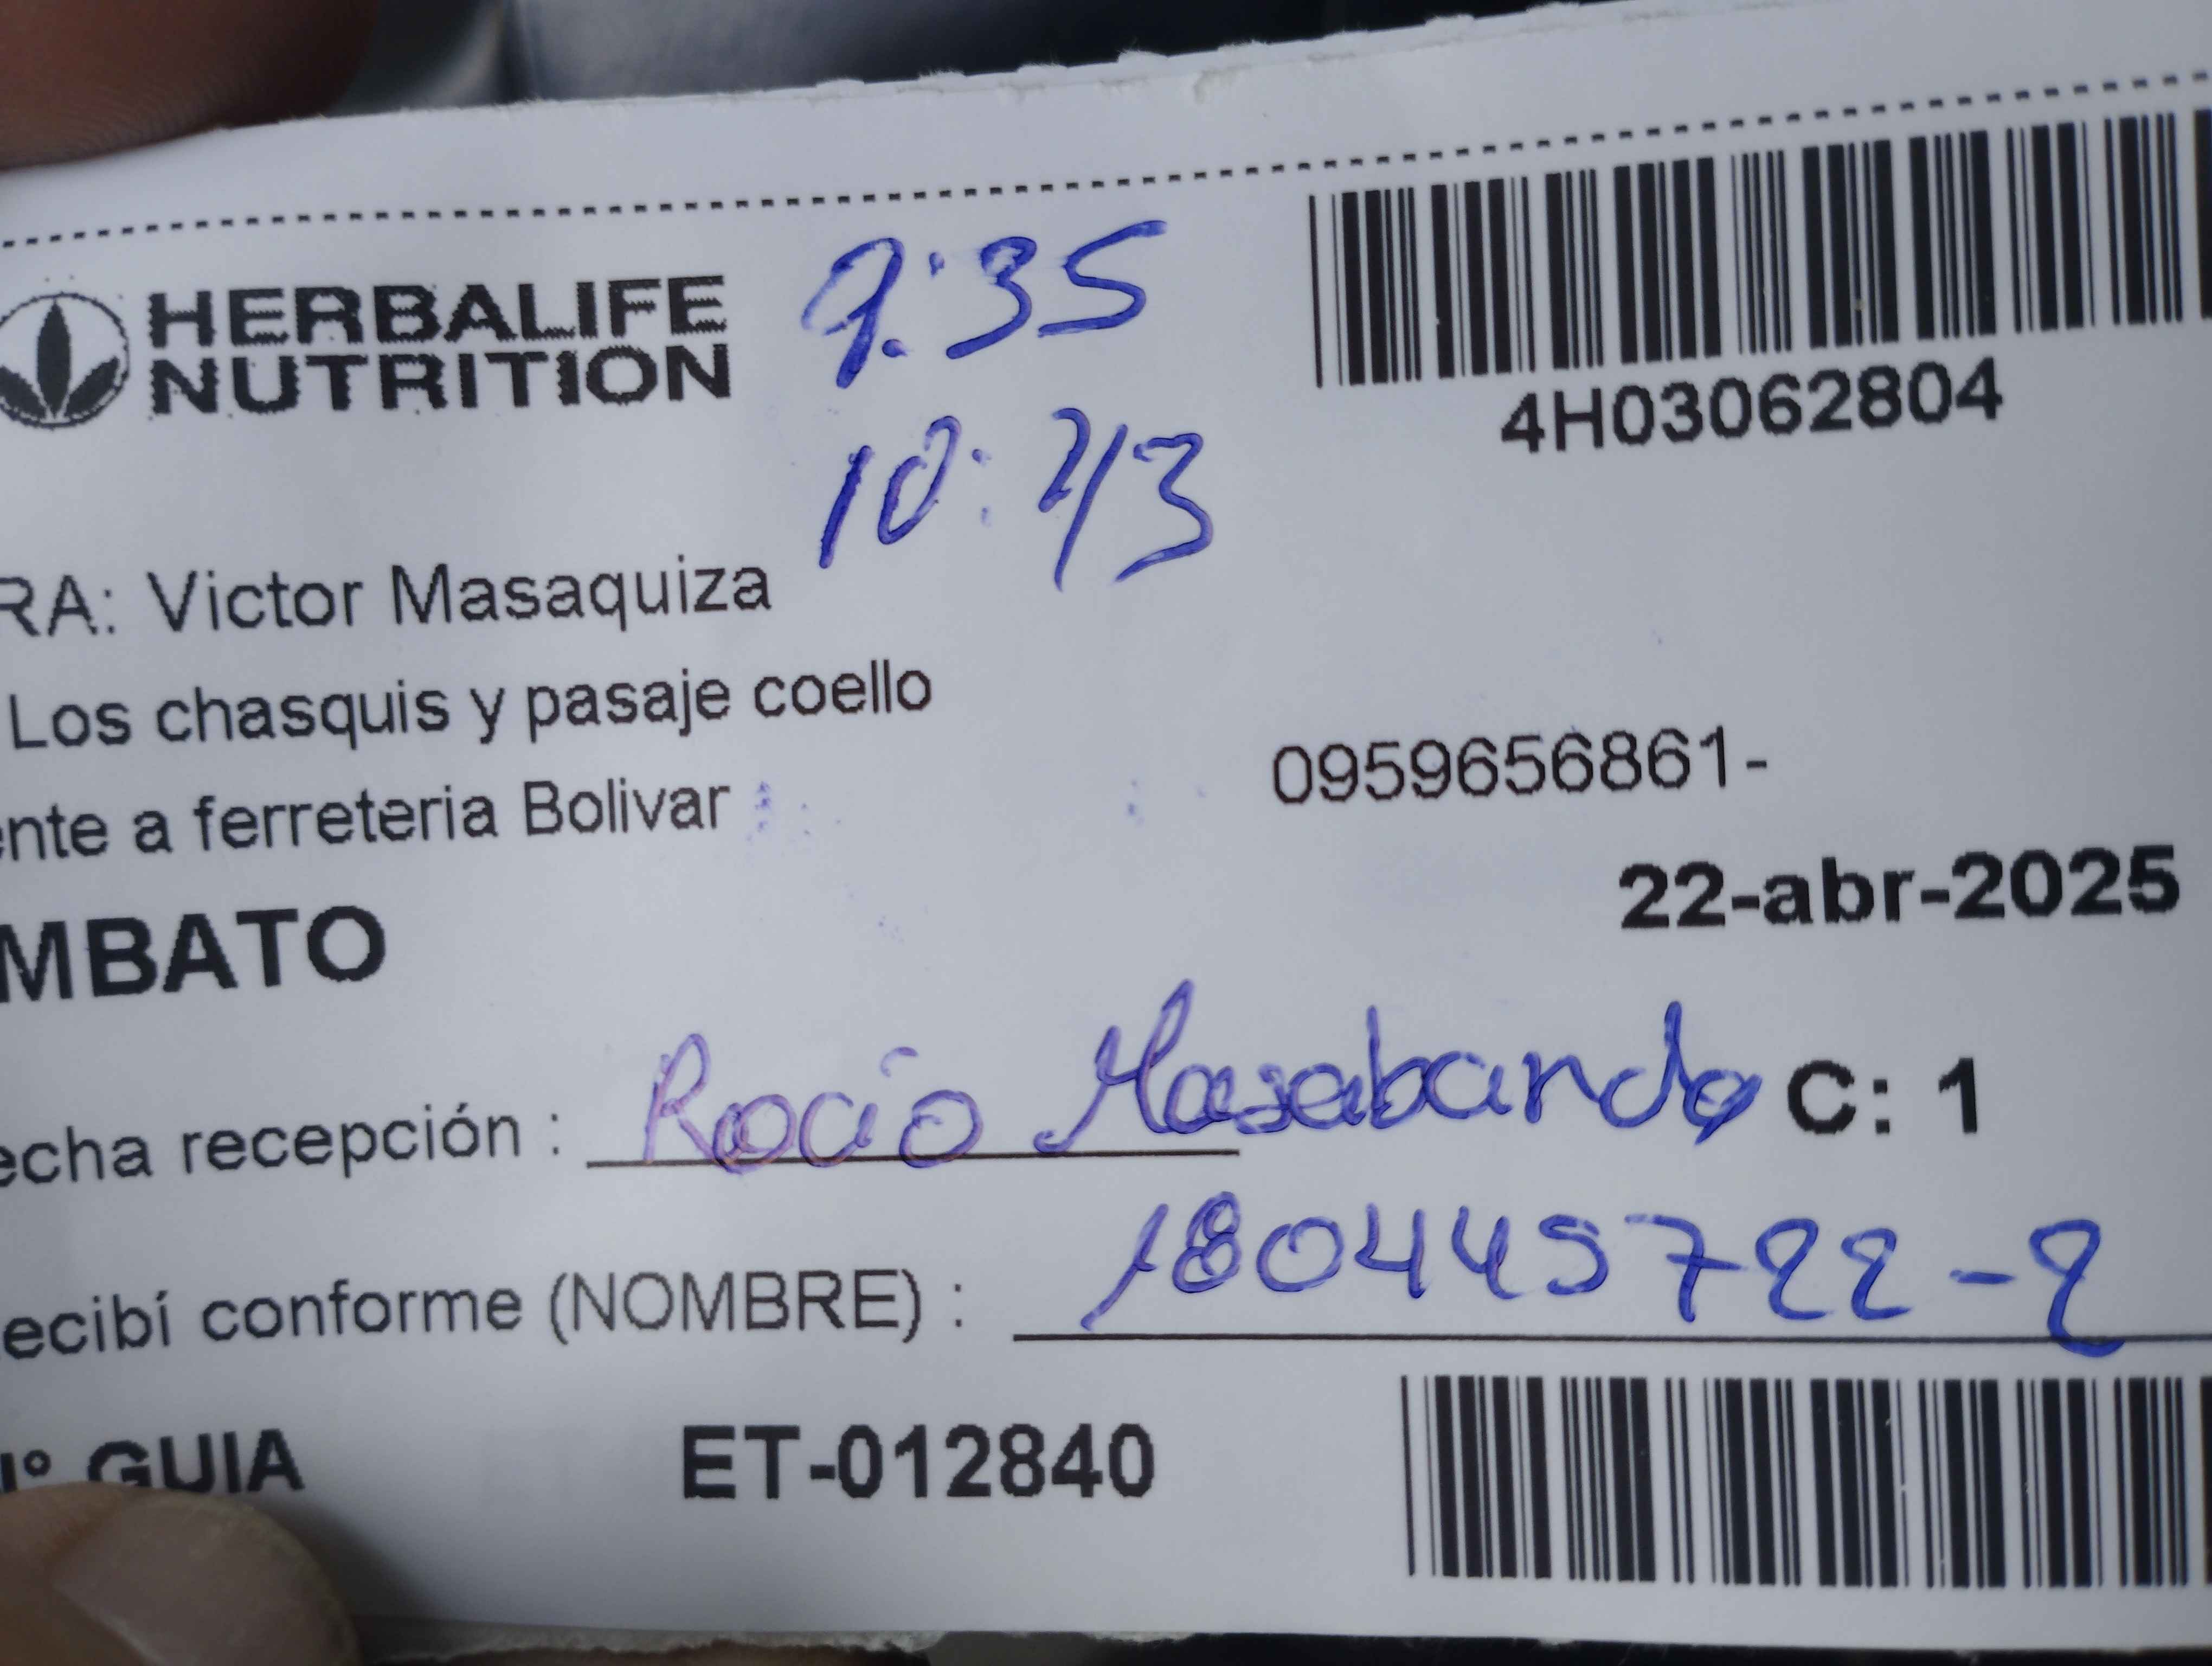 HERBALIFE
NUTRITION
9:35
4H03062804
10:43
RA: Victor Masaquiza
Los chasquis y pasaje coello
0959656861-
ente a ferreteria Bolivar
22-abr-2025
MBATO
echa recepción : Rocío Masabanda C: 1
ecibí conforme (NOMBRE) : 180445722-2
N° GUIA ET-012840